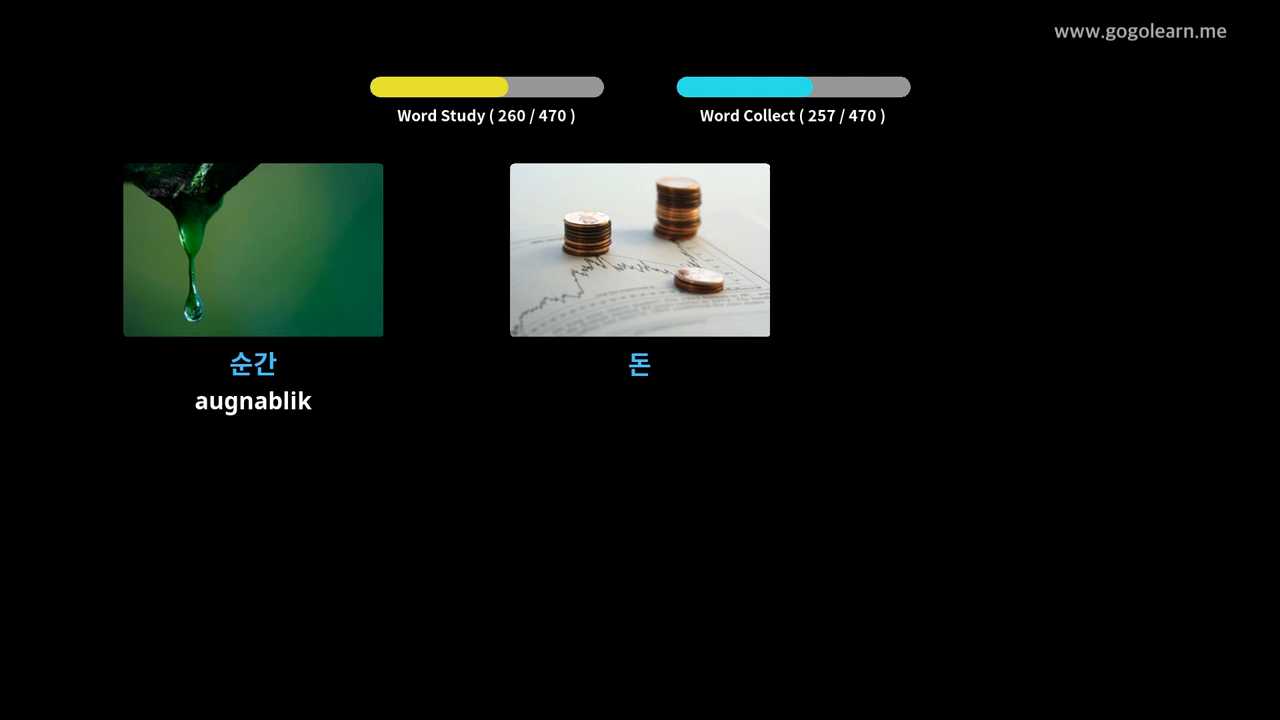 www.gogolearn.me
Word Study ( 260 / 470 )
Word Collect ( 257 / 470 )
순간
augnablik
돈